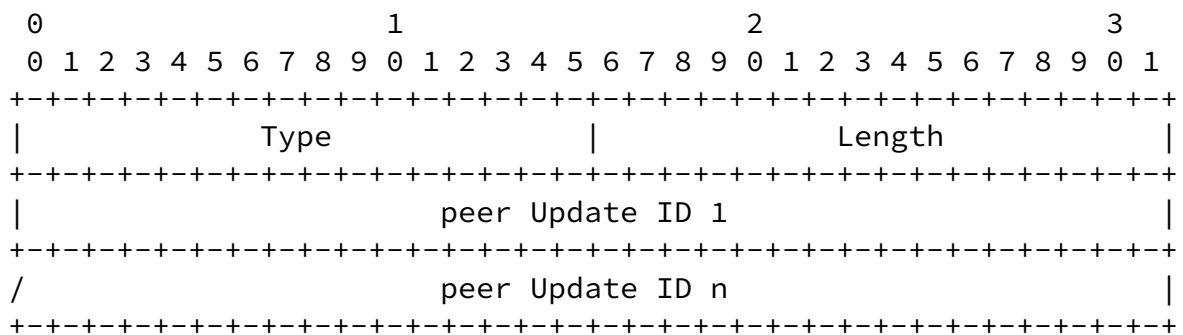 0                   1                   2                   3
 0 1 2 3 4 5 6 7 8 9 0 1 2 3 4 5 6 7 8 9 0 1 2 3 4 5 6 7 8 9 0 1
+-+-+-+-+-+-+-+-+-+-+-+-+-+-+-+-+-+-+-+-+-+-+-+-+-+-+-+-+-+-+-+-+
|             Type              |             Length            |
+-+-+-+-+-+-+-+-+-+-+-+-+-+-+-+-+-+-+-+-+-+-+-+-+-+-+-+-+-+-+-+-+
|                       peer Update ID 1                        |
+-+-+-+-+-+-+-+-+-+-+-+-+-+-+-+-+-+-+-+-+-+-+-+-+-+-+-+-+-+-+-+-+
/                       peer Update ID n                        |
+-+-+-+-+-+-+-+-+-+-+-+-+-+-+-+-+-+-+-+-+-+-+-+-+-+-+-+-+-+-+-+-+